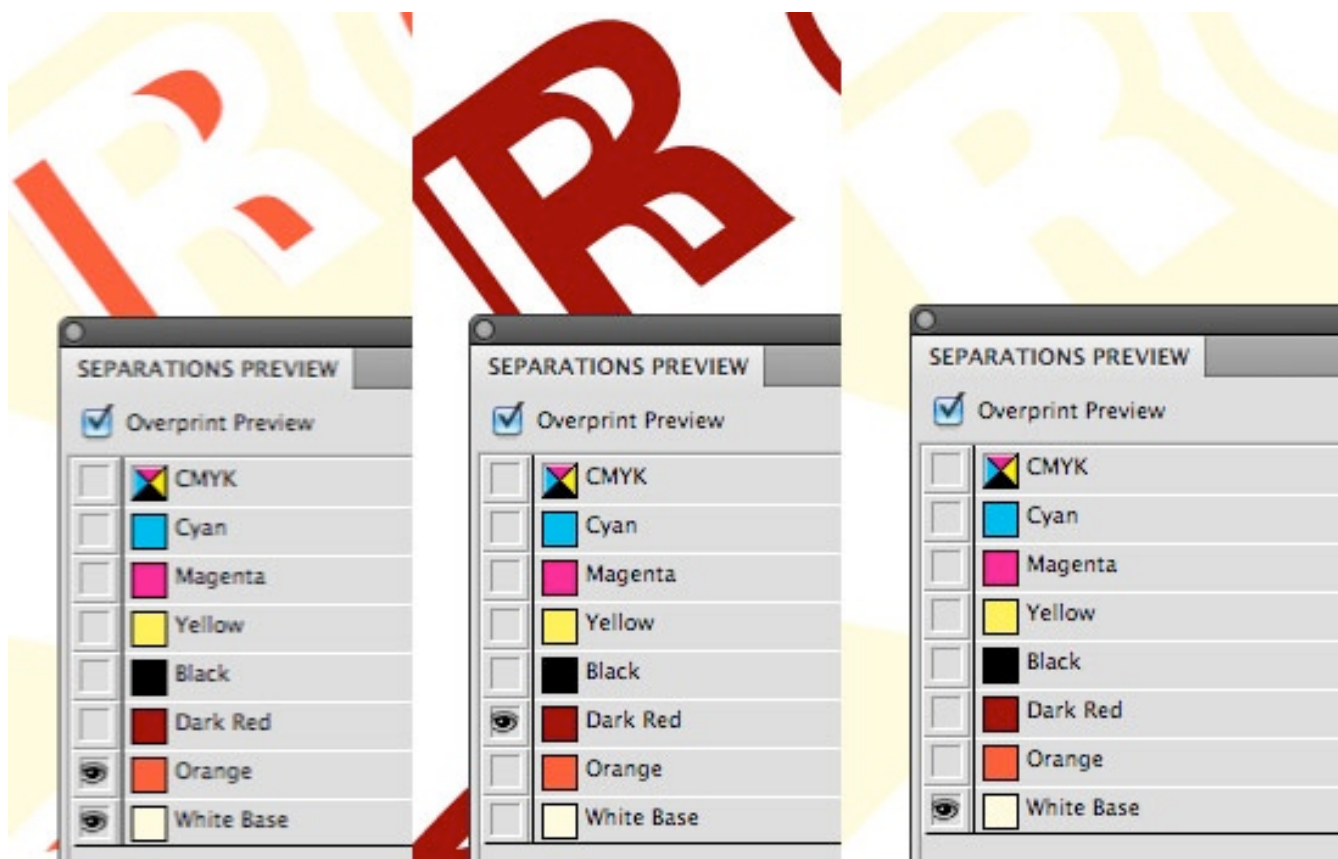 R
SEPARATIONS PREVIEW
Overprint Preview
CMYK
Cyan
Magenta
Yellow
Black
Dark Red
Orange
White Base
R
SEPARATIONS PREVIEW
Overprint Preview
CMYK
Cyan
Magenta
Yellow
Black
Dark Red
Orange
White Base
R
SEPARATIONS PREVIEW
Overprint Preview
CMYK
Cyan
Magenta
Yellow
Black
Dark Red
Orange
White Base